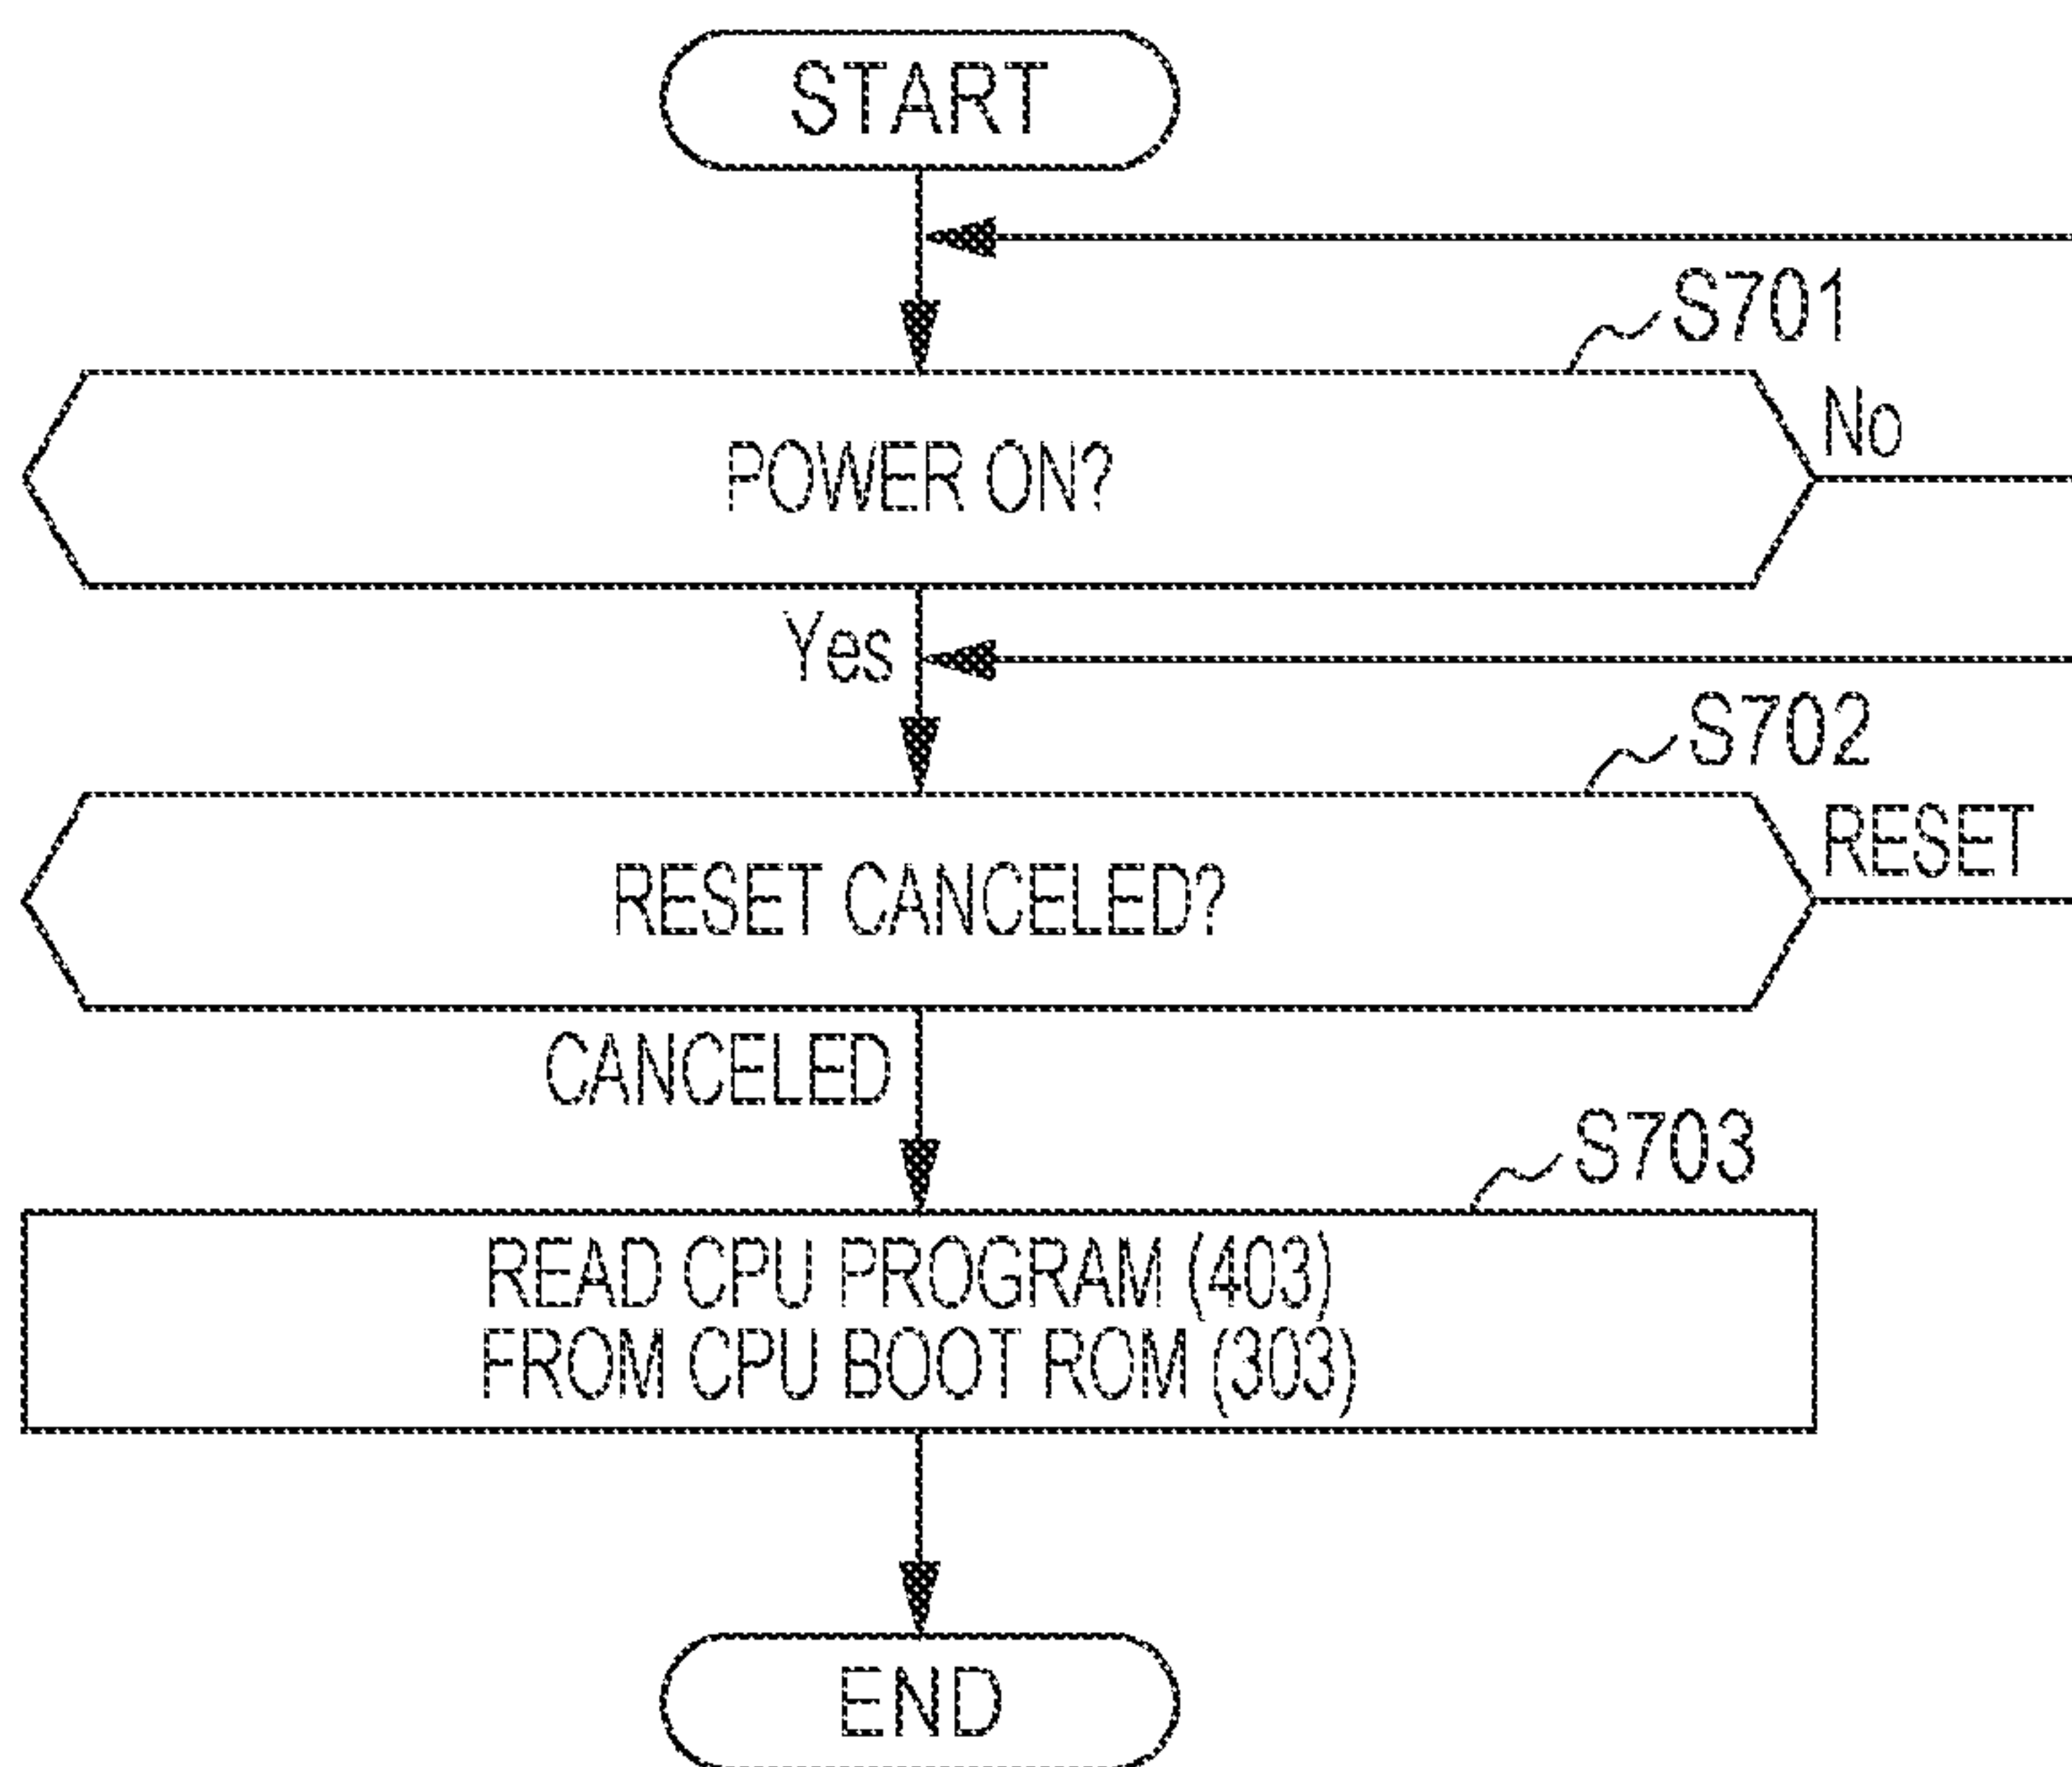 START
S701
POWER ON?
No
Yes
S702
RESET CANCELED?
RESET
CANCELED
S703
READ CPU PROGRAM (403)
FROM CPU BOOT ROM (303)
END